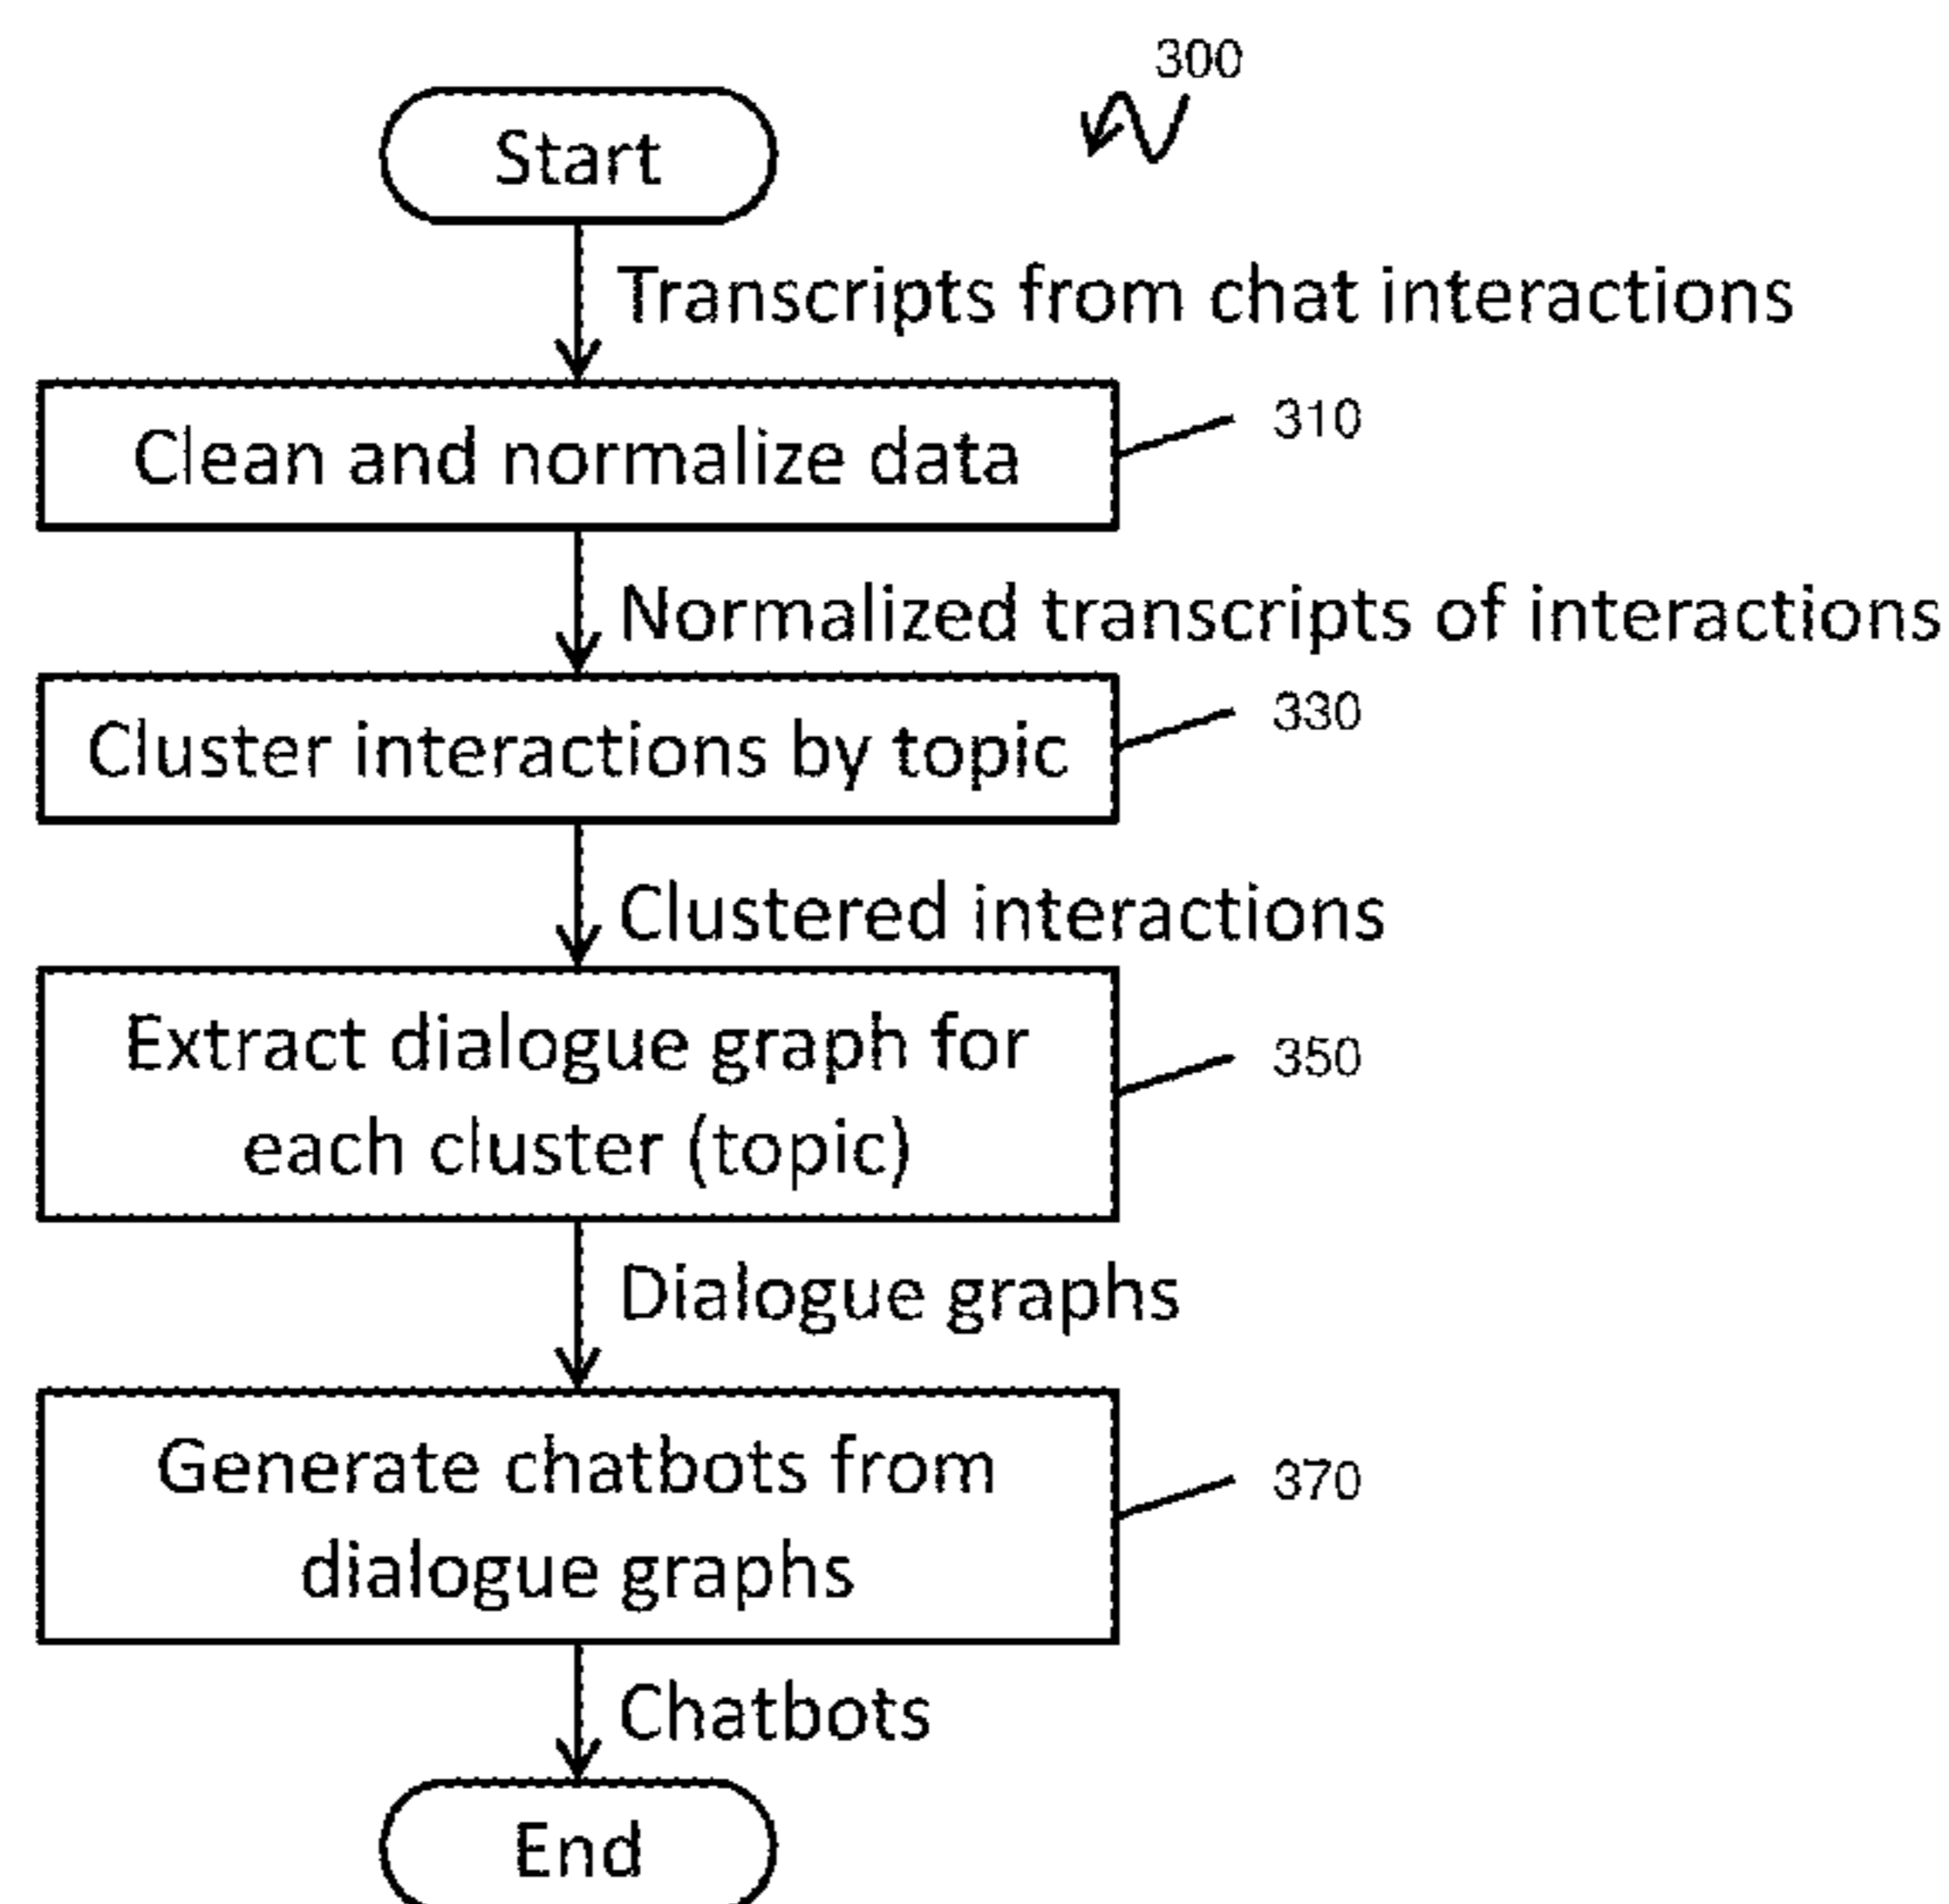 300
Start
Transcripts from chat interactions
Clean and normalize data
310
Normalized transcripts of interactions
Cluster interactions by topic
330
Clustered interactions
Extract dialogue graph for
each cluster (topic)
350
Dialogue graphs
Generate chatbots from
dialogue graphs
370
Chatbots
End